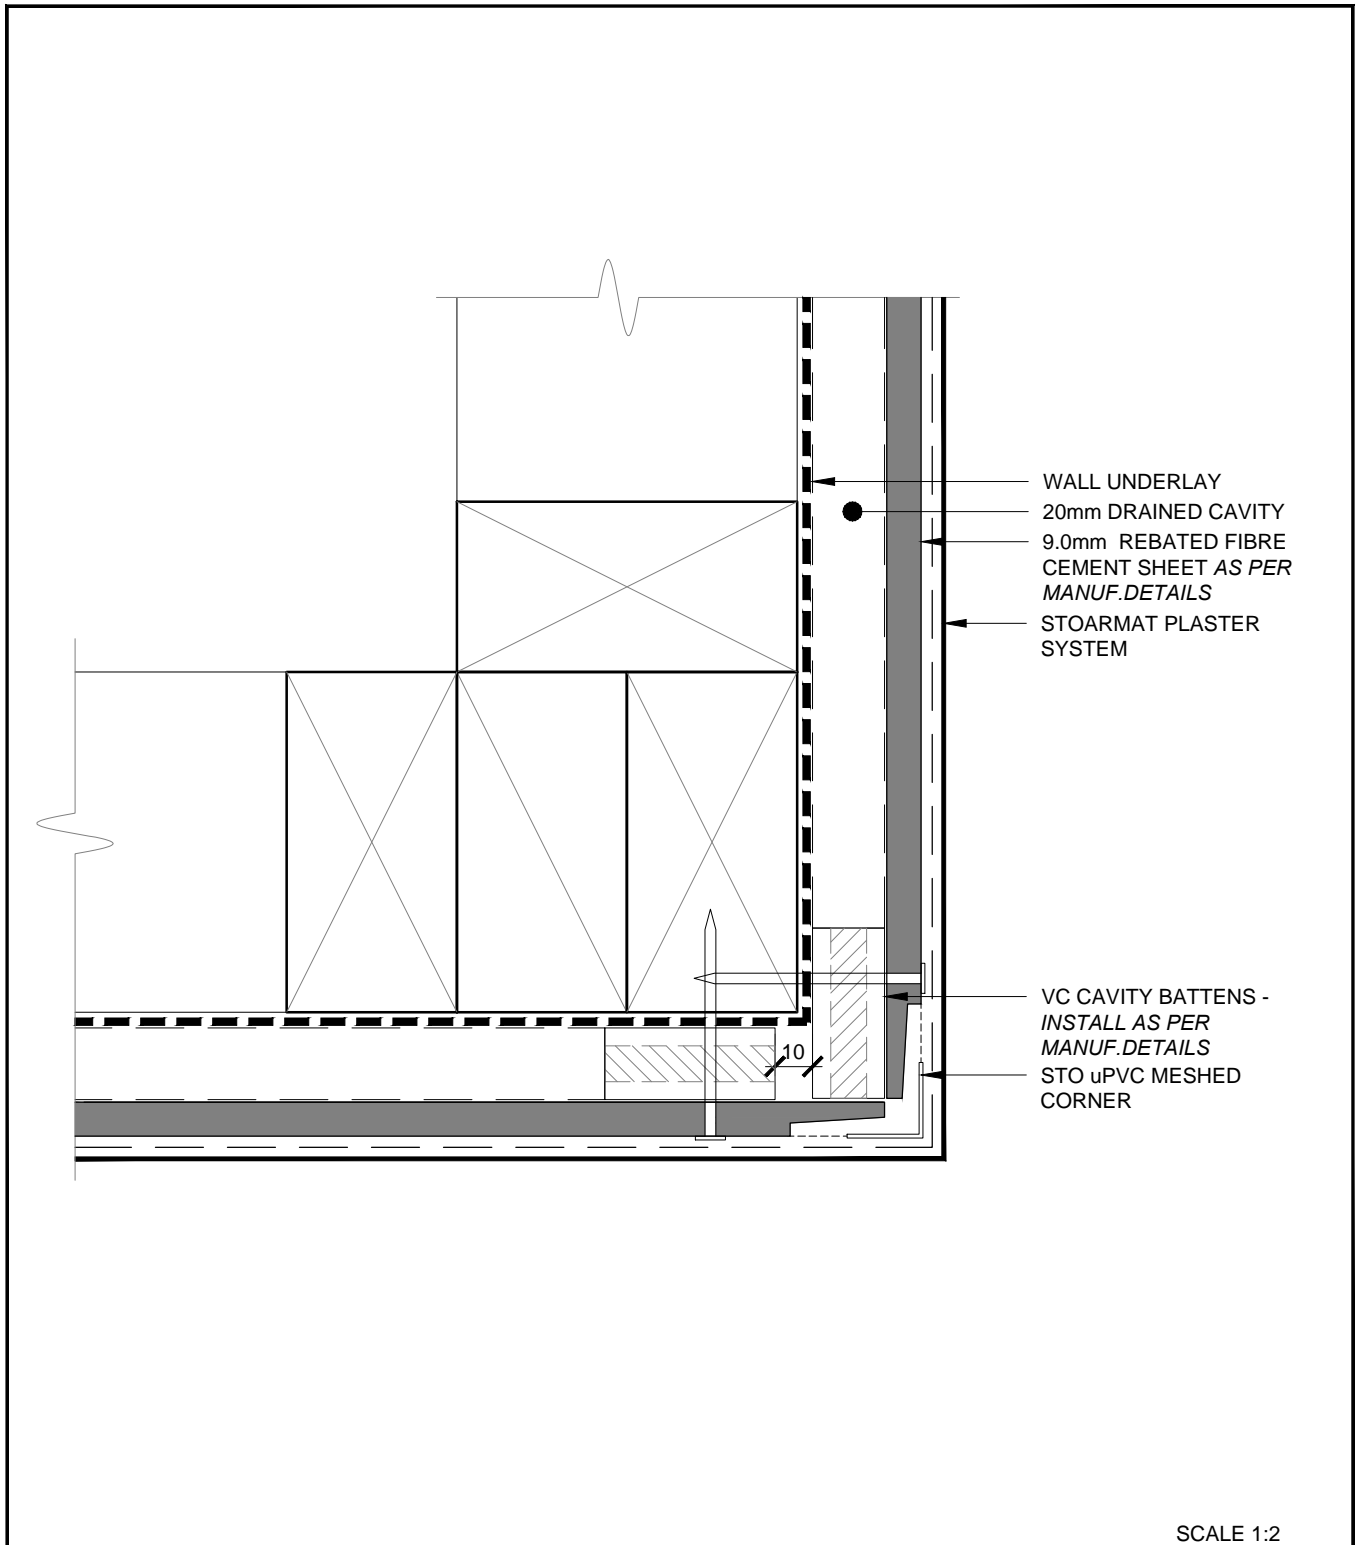 WALL UNDERLAY
20mm DRAINED CAVITY
9.0mm REBATED FIBRE
CEMENT SHEET AS PER
MANUF.DETAILS
STOARMAT PLASTER
SYSTEM
VC CAVITY BATTENS -
INSTALL AS PER
MANUF.DETAILS
10
STO uPVC MESHED
CORNER
SCALE 1:2